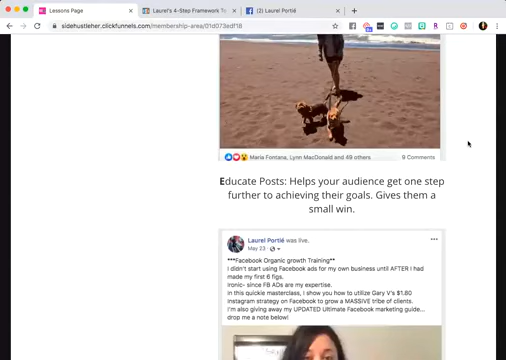 Lessons Page
Laurel's 4-Step Framework T
(2) Laurel Portié
sidehustleher.clickfunnels.com/membership-area/01d073edf18
Maria Fontana, Lynn MacDonald and 49 others
9 Comments
Educate Posts: Helps your audience get one step
further to achieving their goals. Gives them a
small win.
Laurel Portié was live.
May 23
***Facebook Organic growth Training***
I didn't start using Facebook ads for my own business until AFTER I had
made my first 6 figs.
Ironic- since FB ADs are my expertise.
in this quickie masterclass, I show you how to utilize Gary V's $1.80
instagram strategy on Facebook to grow a MASSIVE tribe of clients.
I'm also giving away my UPDATED Ultimate Facebook marketing guide...
drop me a note below!